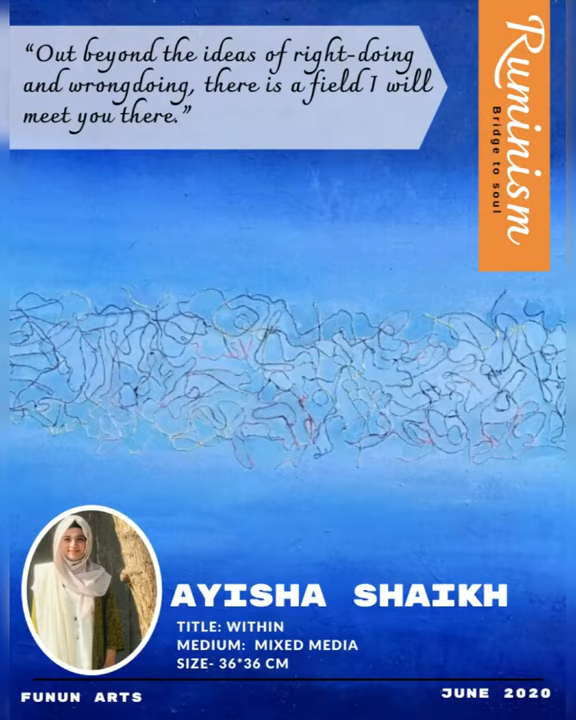 “Out beyond the ideas of right-doing
and wrongdoing, there is a field I will
meet you there.”
Ruminism
Bridge to soul
AYISHA SHAIKH
TITLE: WITHIN
MEDIUM: MIXED MEDIA
SIZE- 36*36 CM
FUNUN ARTS
JUNE 2020